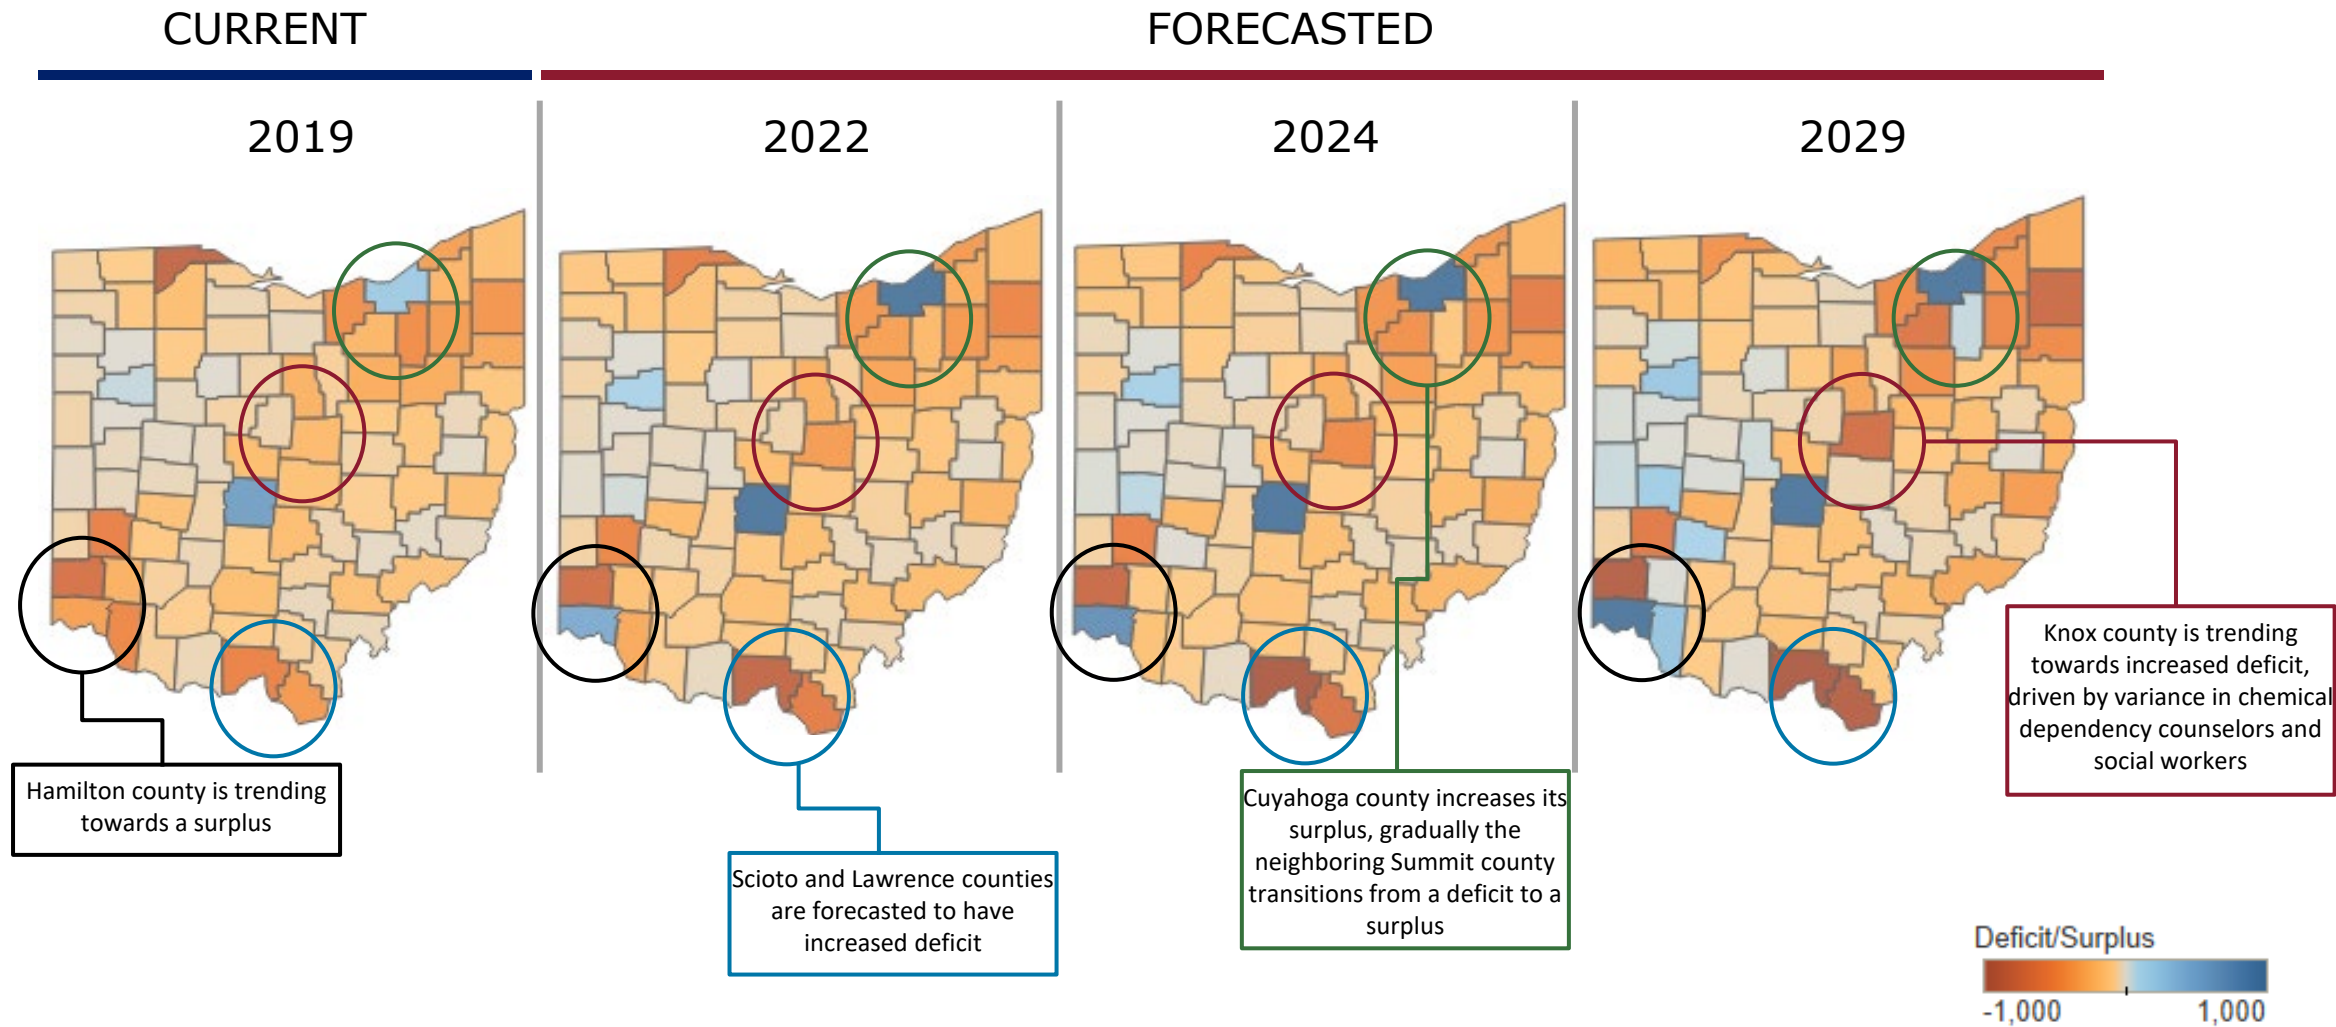 CURRENT
FORECASTED
2019
2022
2024
2029
Hamilton county is trending
towards a surplus
Scioto and Lawrence counties
are forecasted to have
increased deficit
Cuyahoga county increases its
surplus, gradually the
neighboring Summit county
transitions from a deficit to a
surplus
Knox county is trending
towards increased deficit,
driven by variance in chemical
dependency counselors and
social workers
Deficit/Surplus
-1,000
1,000